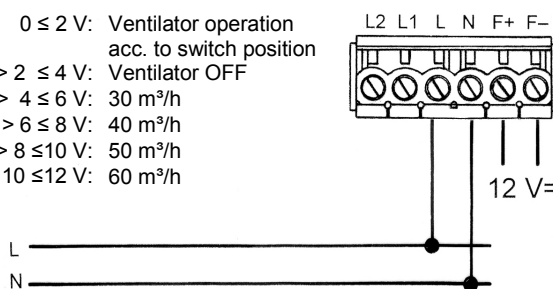 0 ≤ 2 V: Ventilator operation
acc. to switch position
> 2 ≤ 4 V: Ventilator OFF
> 4 ≤ 6 V: 30 m³/h
> 6 ≤ 8 V: 40 m³/h
> 8 ≤10 V: 50 m³/h
10 ≤12 V: 60 m³/h
L2 L1 L N F+ F–
12 V=
L
N